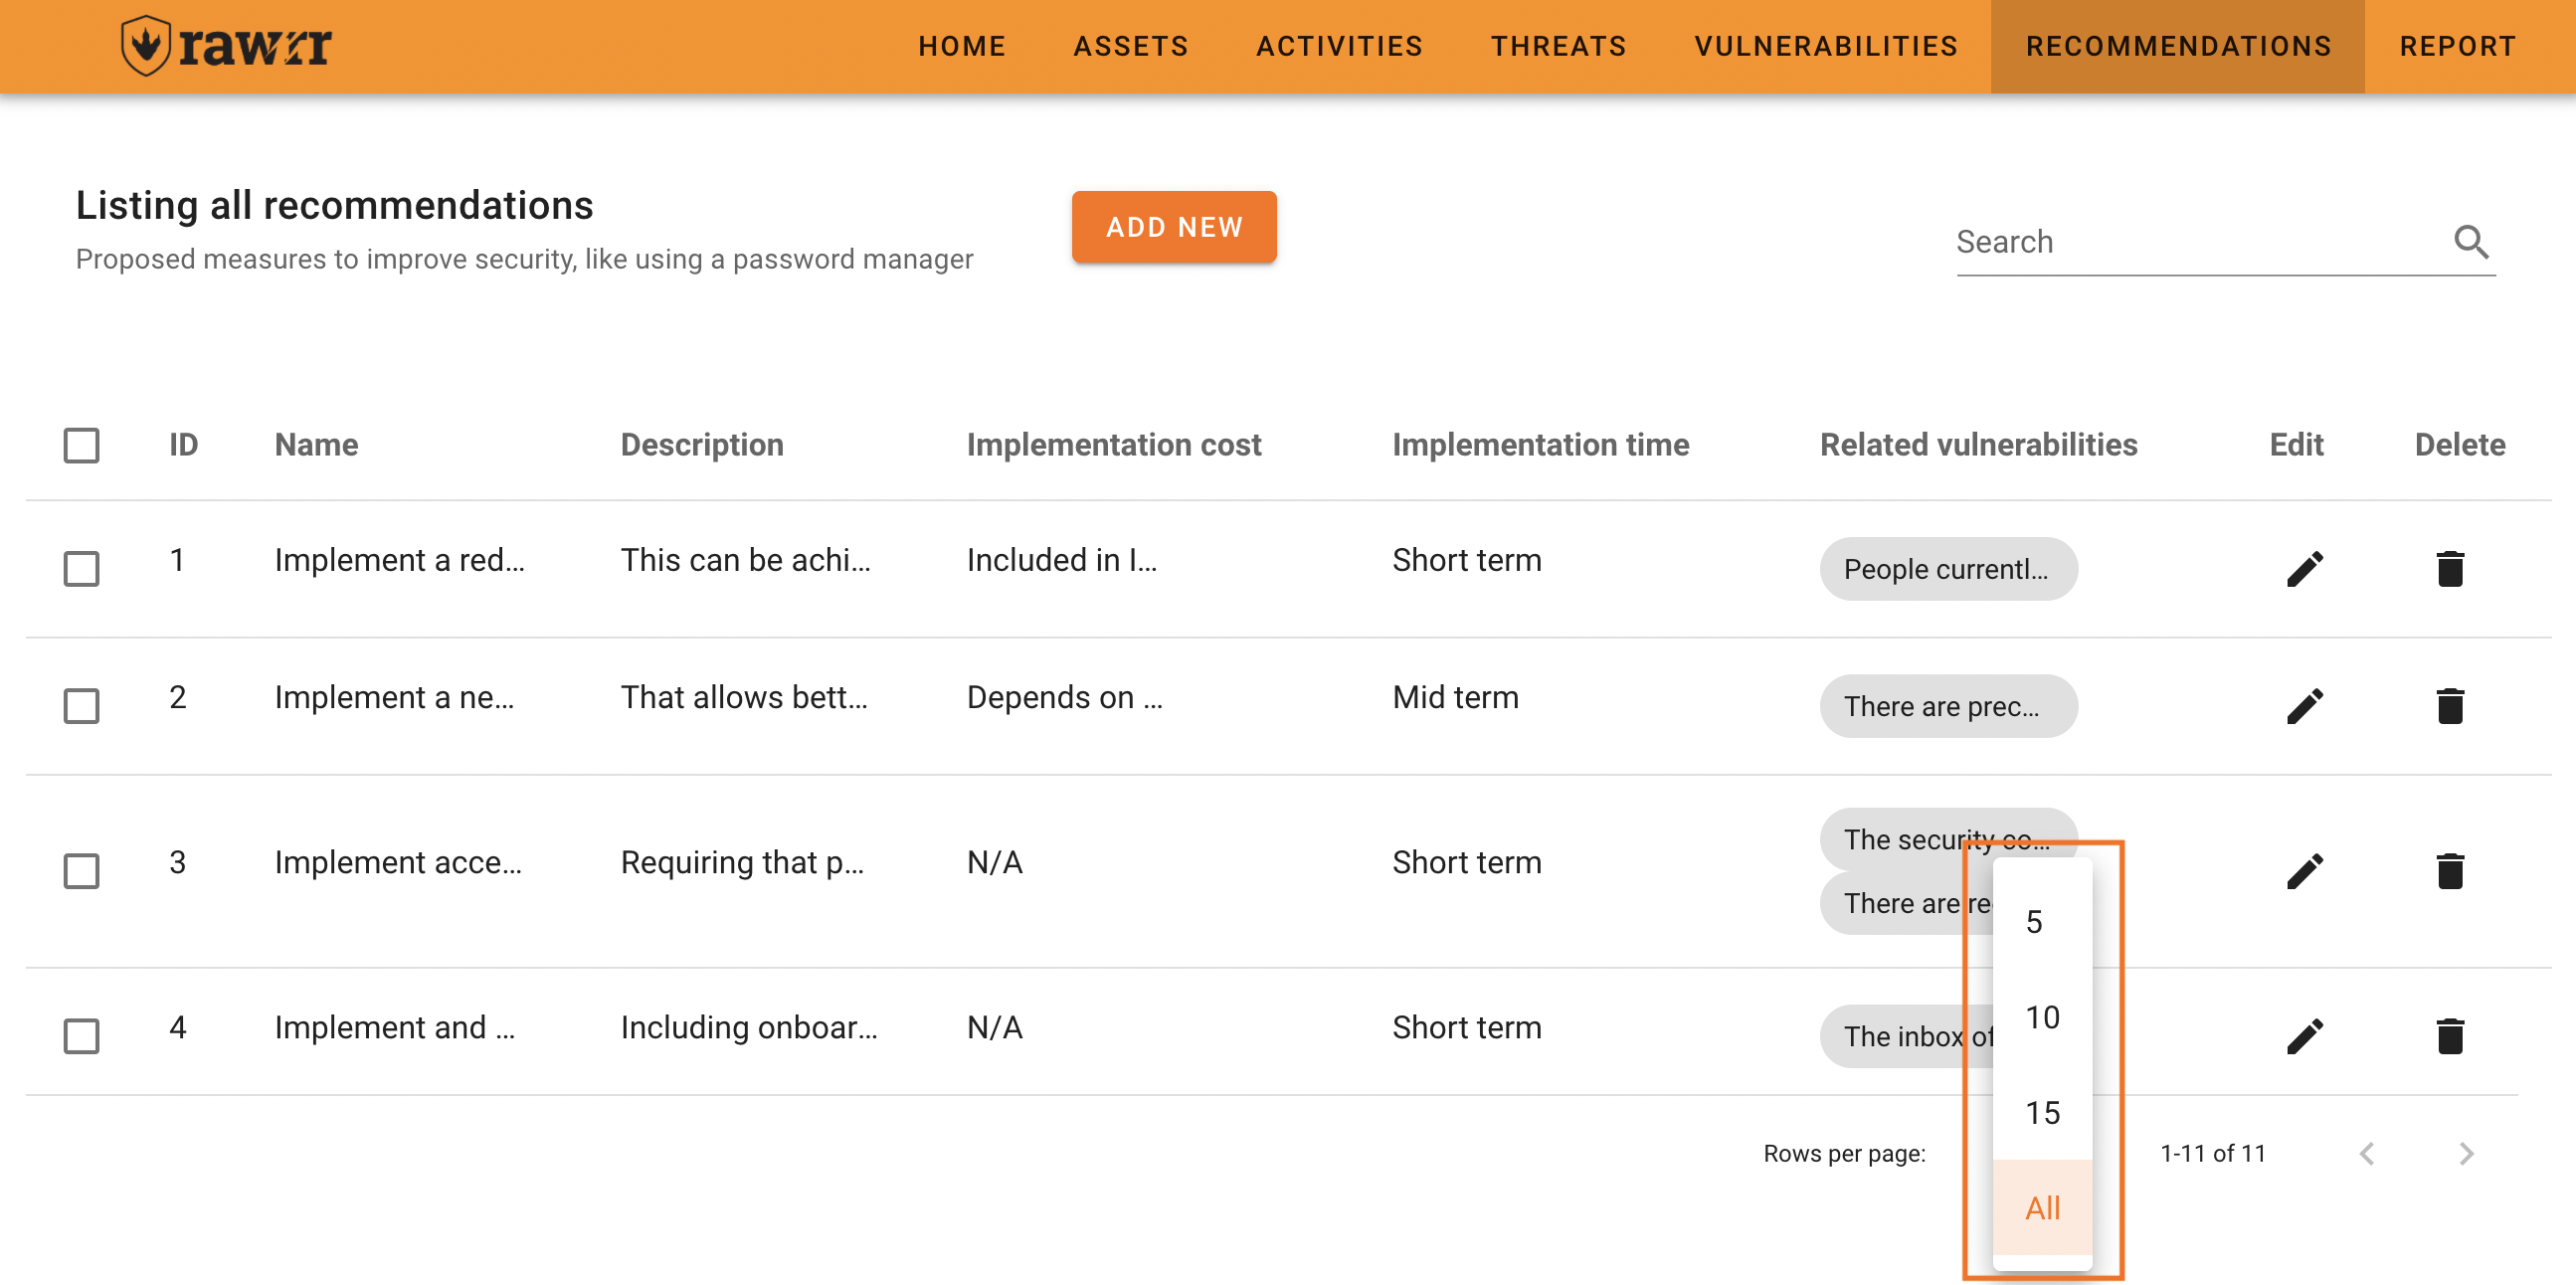 rawrr HOME ASSETS ACTIVITIES THREATS VULNERABILITIES RECOMMENDATIONS REPORT
Listing all recommendations
Proposed measures to improve security, like using a password manager
ADD NEW
Search
ID Name Description Implementation cost Implementation time Related vulnerabilities Edit Delete
1 Implement a red... This can be achi... Included in I... Short term People currentl...
2 Implement a ne... That allows bett... Depends on ... Mid term There are prec...
3 Implement acce... Requiring that p... N/A Short term The security co...
There are re
4 Implement and ... Including onboar... N/A Short term The inbox of
5
10
15
All
Rows per page: 1-11 of 11